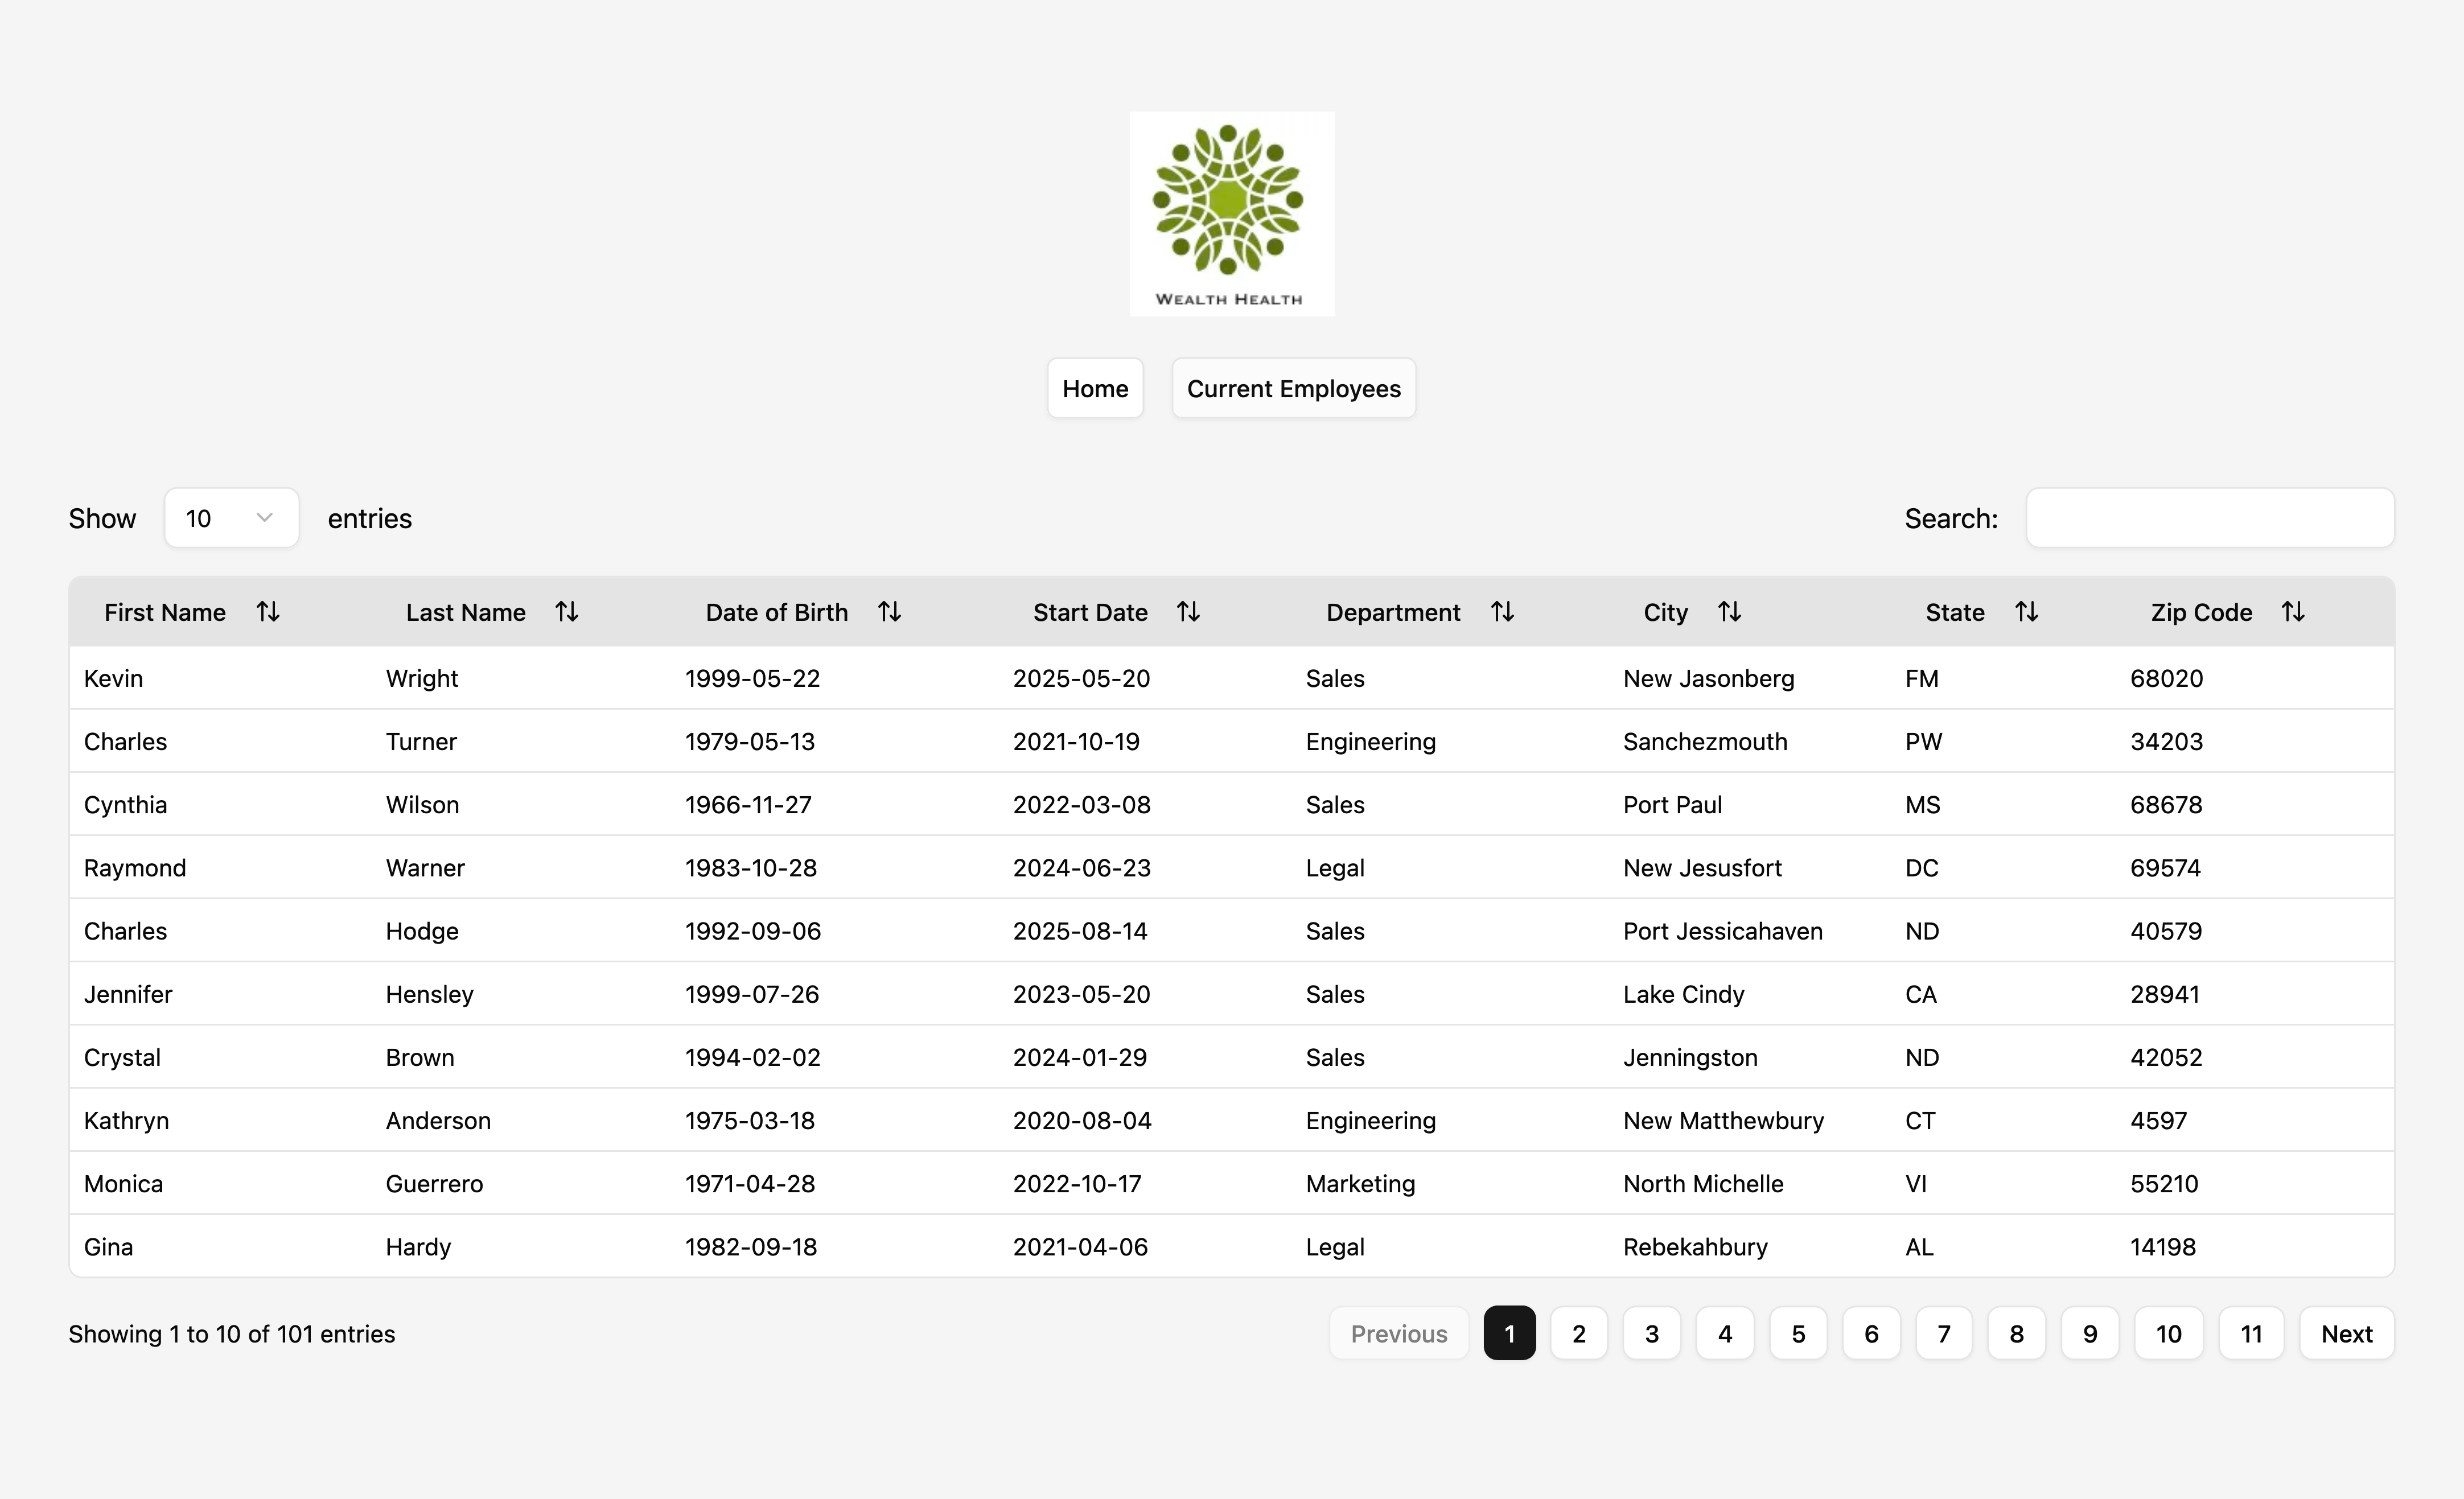 WEALTH HEALTH
Home Current Employees
Show 10 entries Search:
First Name Last Name Date of Birth Start Date Department City State Zip Code
Kevin Wright 1999-05-22 2025-05-20 Sales New Jasonberg FM 68020
Charles Turner 1979-05-13 2021-10-19 Engineering Sanchezmouth PW 34203
Cynthia Wilson 1966-11-27 2022-03-08 Sales Port Paul MS 68678
Raymond Warner 1983-10-28 2024-06-23 Legal New Jesusfort DC 69574
Charles Hodge 1992-09-06 2025-08-14 Sales Port Jessicahaven ND 40579
Jennifer Hensley 1999-07-26 2023-05-20 Sales Lake Cindy CA 28941
Crystal Brown 1994-02-02 2024-01-29 Sales Jenningston ND 42052
Kathryn Anderson 1975-03-18 2020-08-04 Engineering New Matthewbury CT 4597
Monica Guerrero 1971-04-28 2022-10-17 Marketing North Michelle VI 55210
Gina Hardy 1982-09-18 2021-04-06 Legal Rebekahbury AL 14198
Showing 1 to 10 of 101 entries Previous 1 2 3 4 5 6 7 8 9 10 11 Next